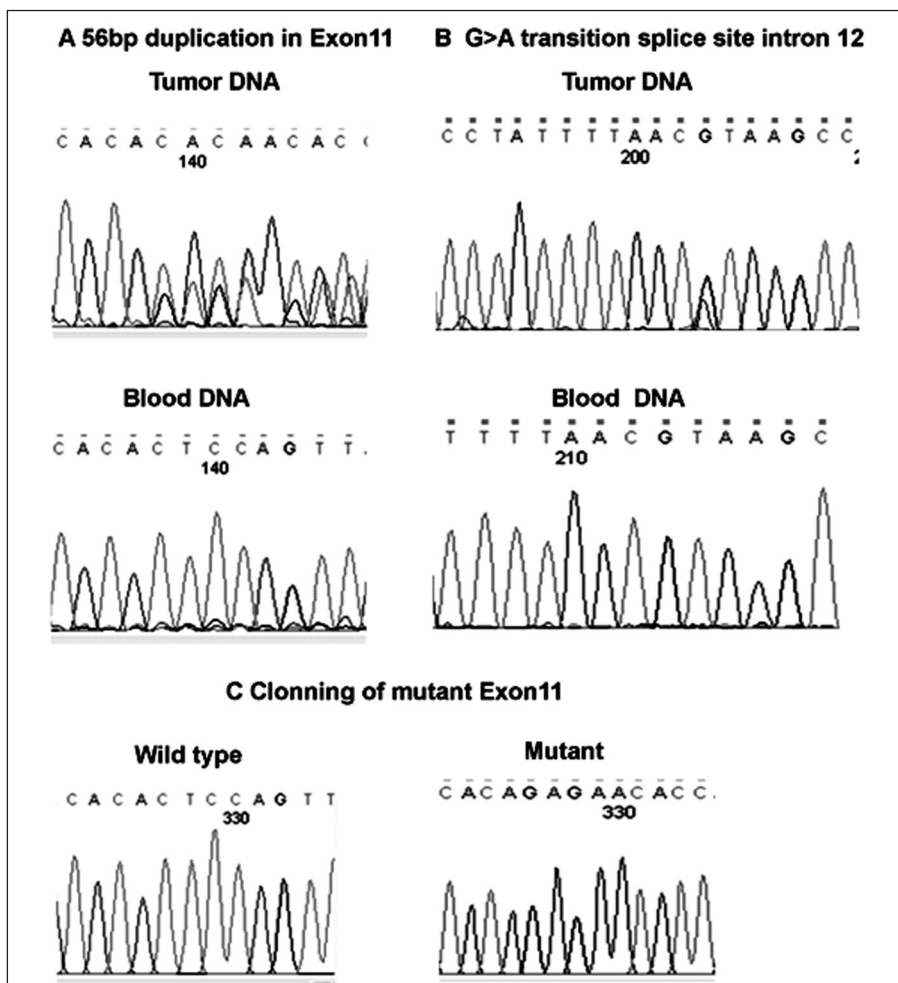 A 56bp duplication in Exon11
Tumor DNA
C A C A C A C A A C A C
140
B G>A transition splice site intron 12
Tumor DNA
C C T A T T T T A A C G T A A G C C
200
Blood DNA
C A C A C T C C A G T T
140
Blood DNA
T T T T A A C G T A A G C
210
C Clonning of mutant Exon11
Wild type
C A C A C T C C A G T T
330
Mutant
C A C A G A G A A C A C C
330